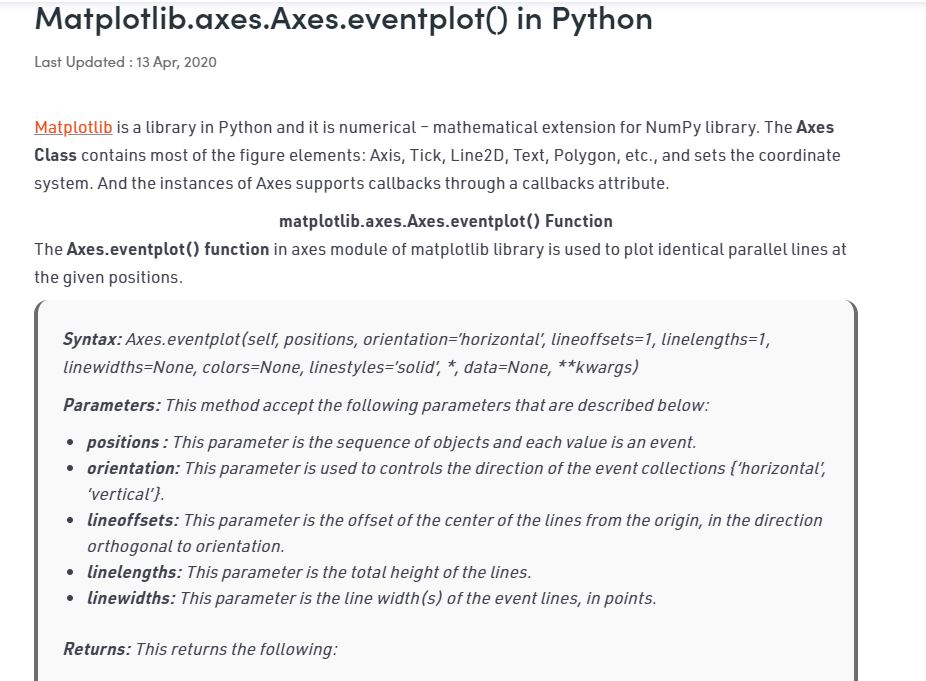 Matplotlib.axes.Axes.eventplot() in Python
Last Updated : 13 Apr, 2020
Matplotlib is a library in Python and it is numerical – mathematical extension for NumPy library. The Axes
Class contains most of the figure elements: Axis, Tick, Line2D, Text, Polygon, etc., and sets the coordinate
system. And the instances of Axes supports callbacks through a callbacks attribute.
matplotlib.axes.Axes.eventplot() Function
The Axes.eventplot() function in axes module of matplotlib library is used to plot identical parallel lines at
the given positions.
Syntax: Axes.eventplot(self, positions, orientation=’horizontal’, lineoffsets=1, linelengths=1,
linewidths=None, colors=None, linestyles=’solid’, *, data=None, **kwargs)
Parameters: This method accept the following parameters that are described below:
• positions : This parameter is the sequence of objects and each value is an event.
• orientation: This parameter is used to controls the direction of the event collections {‘horizontal’,
‘vertical’}.
• lineoffsets: This parameter is the offset of the center of the lines from the origin, in the direction
orthogonal to orientation.
• linelengths: This parameter is the total height of the lines.
• linewidths: This parameter is the line width(s) of the event lines, in points.
Returns: This returns the following: